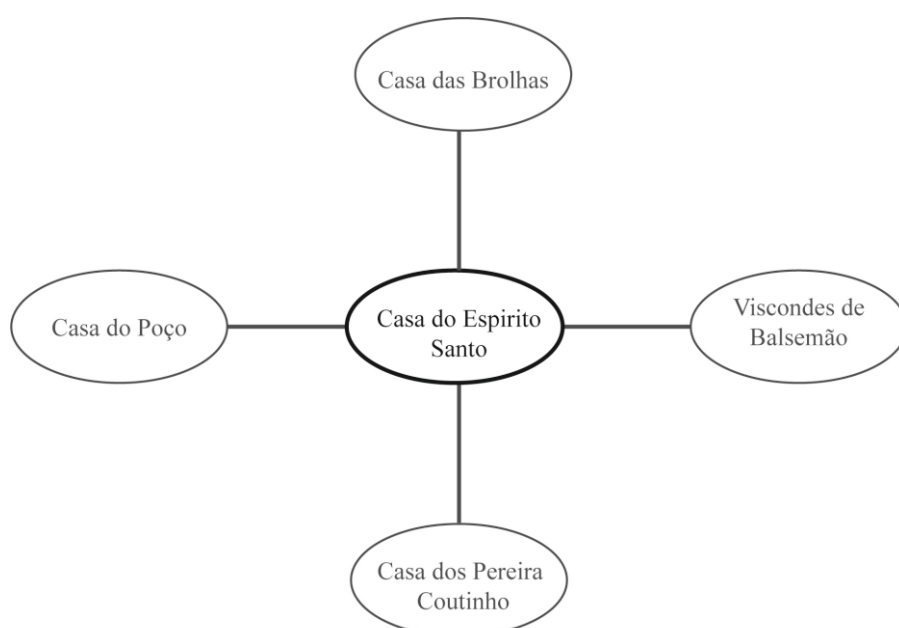 Casa das Brolhas
Casa do Poço
Casa do Espirito
Santo
Viscondes de
Balsemão
Casa dos Pereira
Coutinho